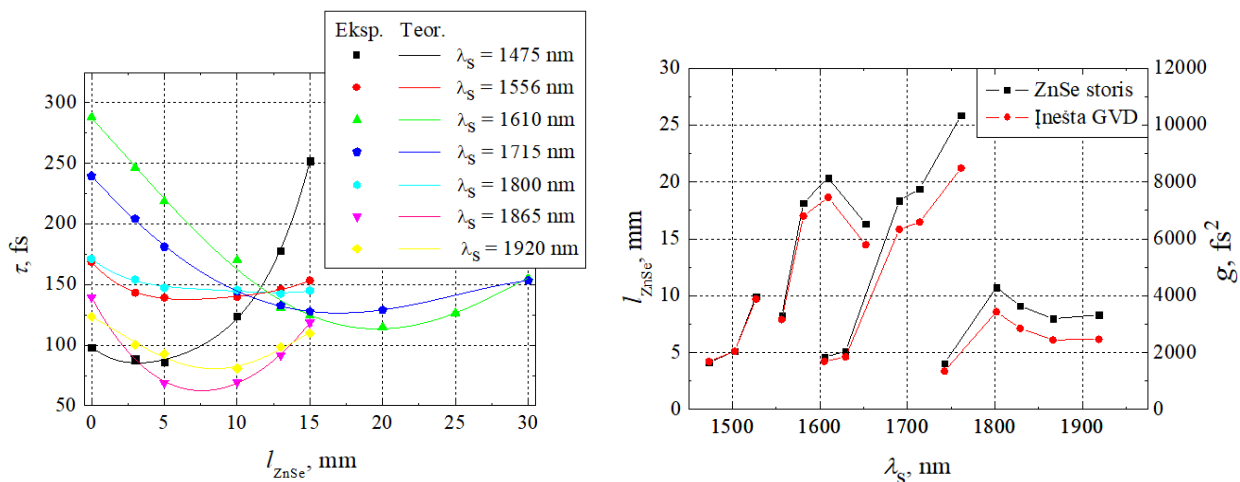 Eksp. Teor.
λS = 1475 nm
λS = 1556 nm
λS = 1610 nm
λS = 1715 nm
λS = 1800 nm
λS = 1865 nm
λS = 1920 nm
300
250
200
150
100
50
τ, fs
0 5 10 15 20 25 30
lZnSe, mm
ZnSe storis
Įnešta GVD
30
25
20
15
10
5
0
lZnSe, mm
12000
10000
8000
6000
4000
2000
0
g, fs²
1500 1600 1700 1800 1900
λS, nm